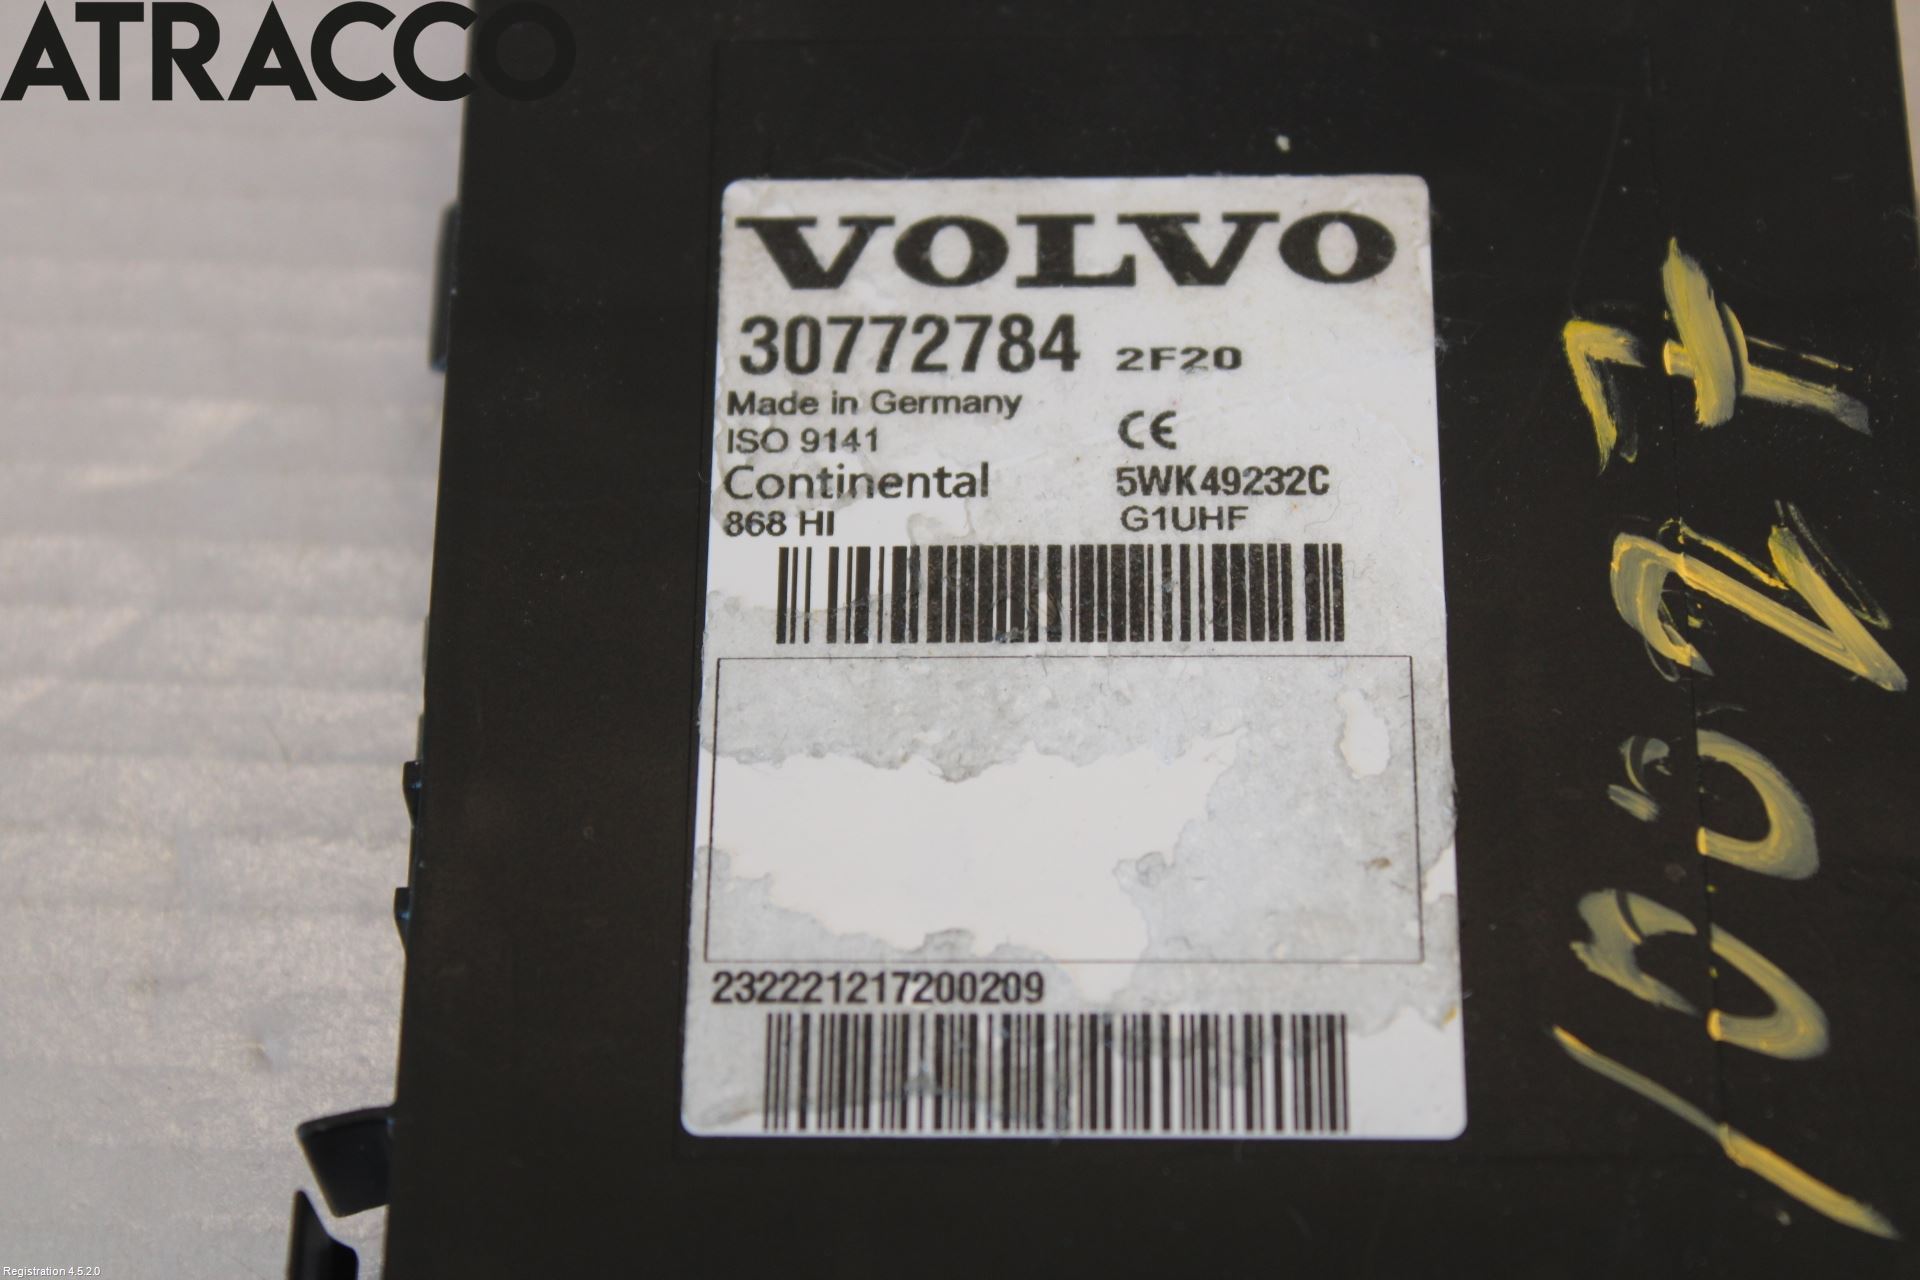 ATRACCO
VOLVO
30772784 2F20
Made in Germany
ISO 9141 CE
Continental 5WK49232C
868 HI G1UHF
232221217200209
10027
Registration 4.5.2.0